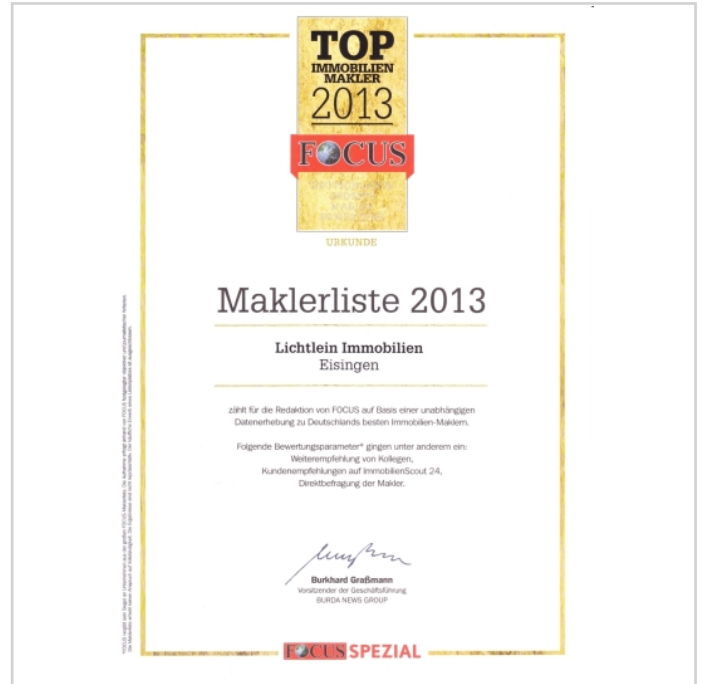 TOP
IMMOBILIEN
MAKLER
2013
FOCUS
URKUNDE
Maklerliste 2013
Lichtlein Immobilien
Eisingen
zählt für die Redaktion von FOCUS auf Basis einer unabhängigen
Datenerhebung zu Deutschlands besten Immobilien-Maklern.
Folgende Bewertungsparameter* gingen unter anderem ein:
Weiterempfehlung von Kollegen,
Kundenempfehlungen auf ImmobilienScout 24,
Direktbefragung der Makler.
Burkhard Graßmann
Vorsitzender der Geschäftsführung
BURDA NEWS GROUP
FOCUS SPEZIAL